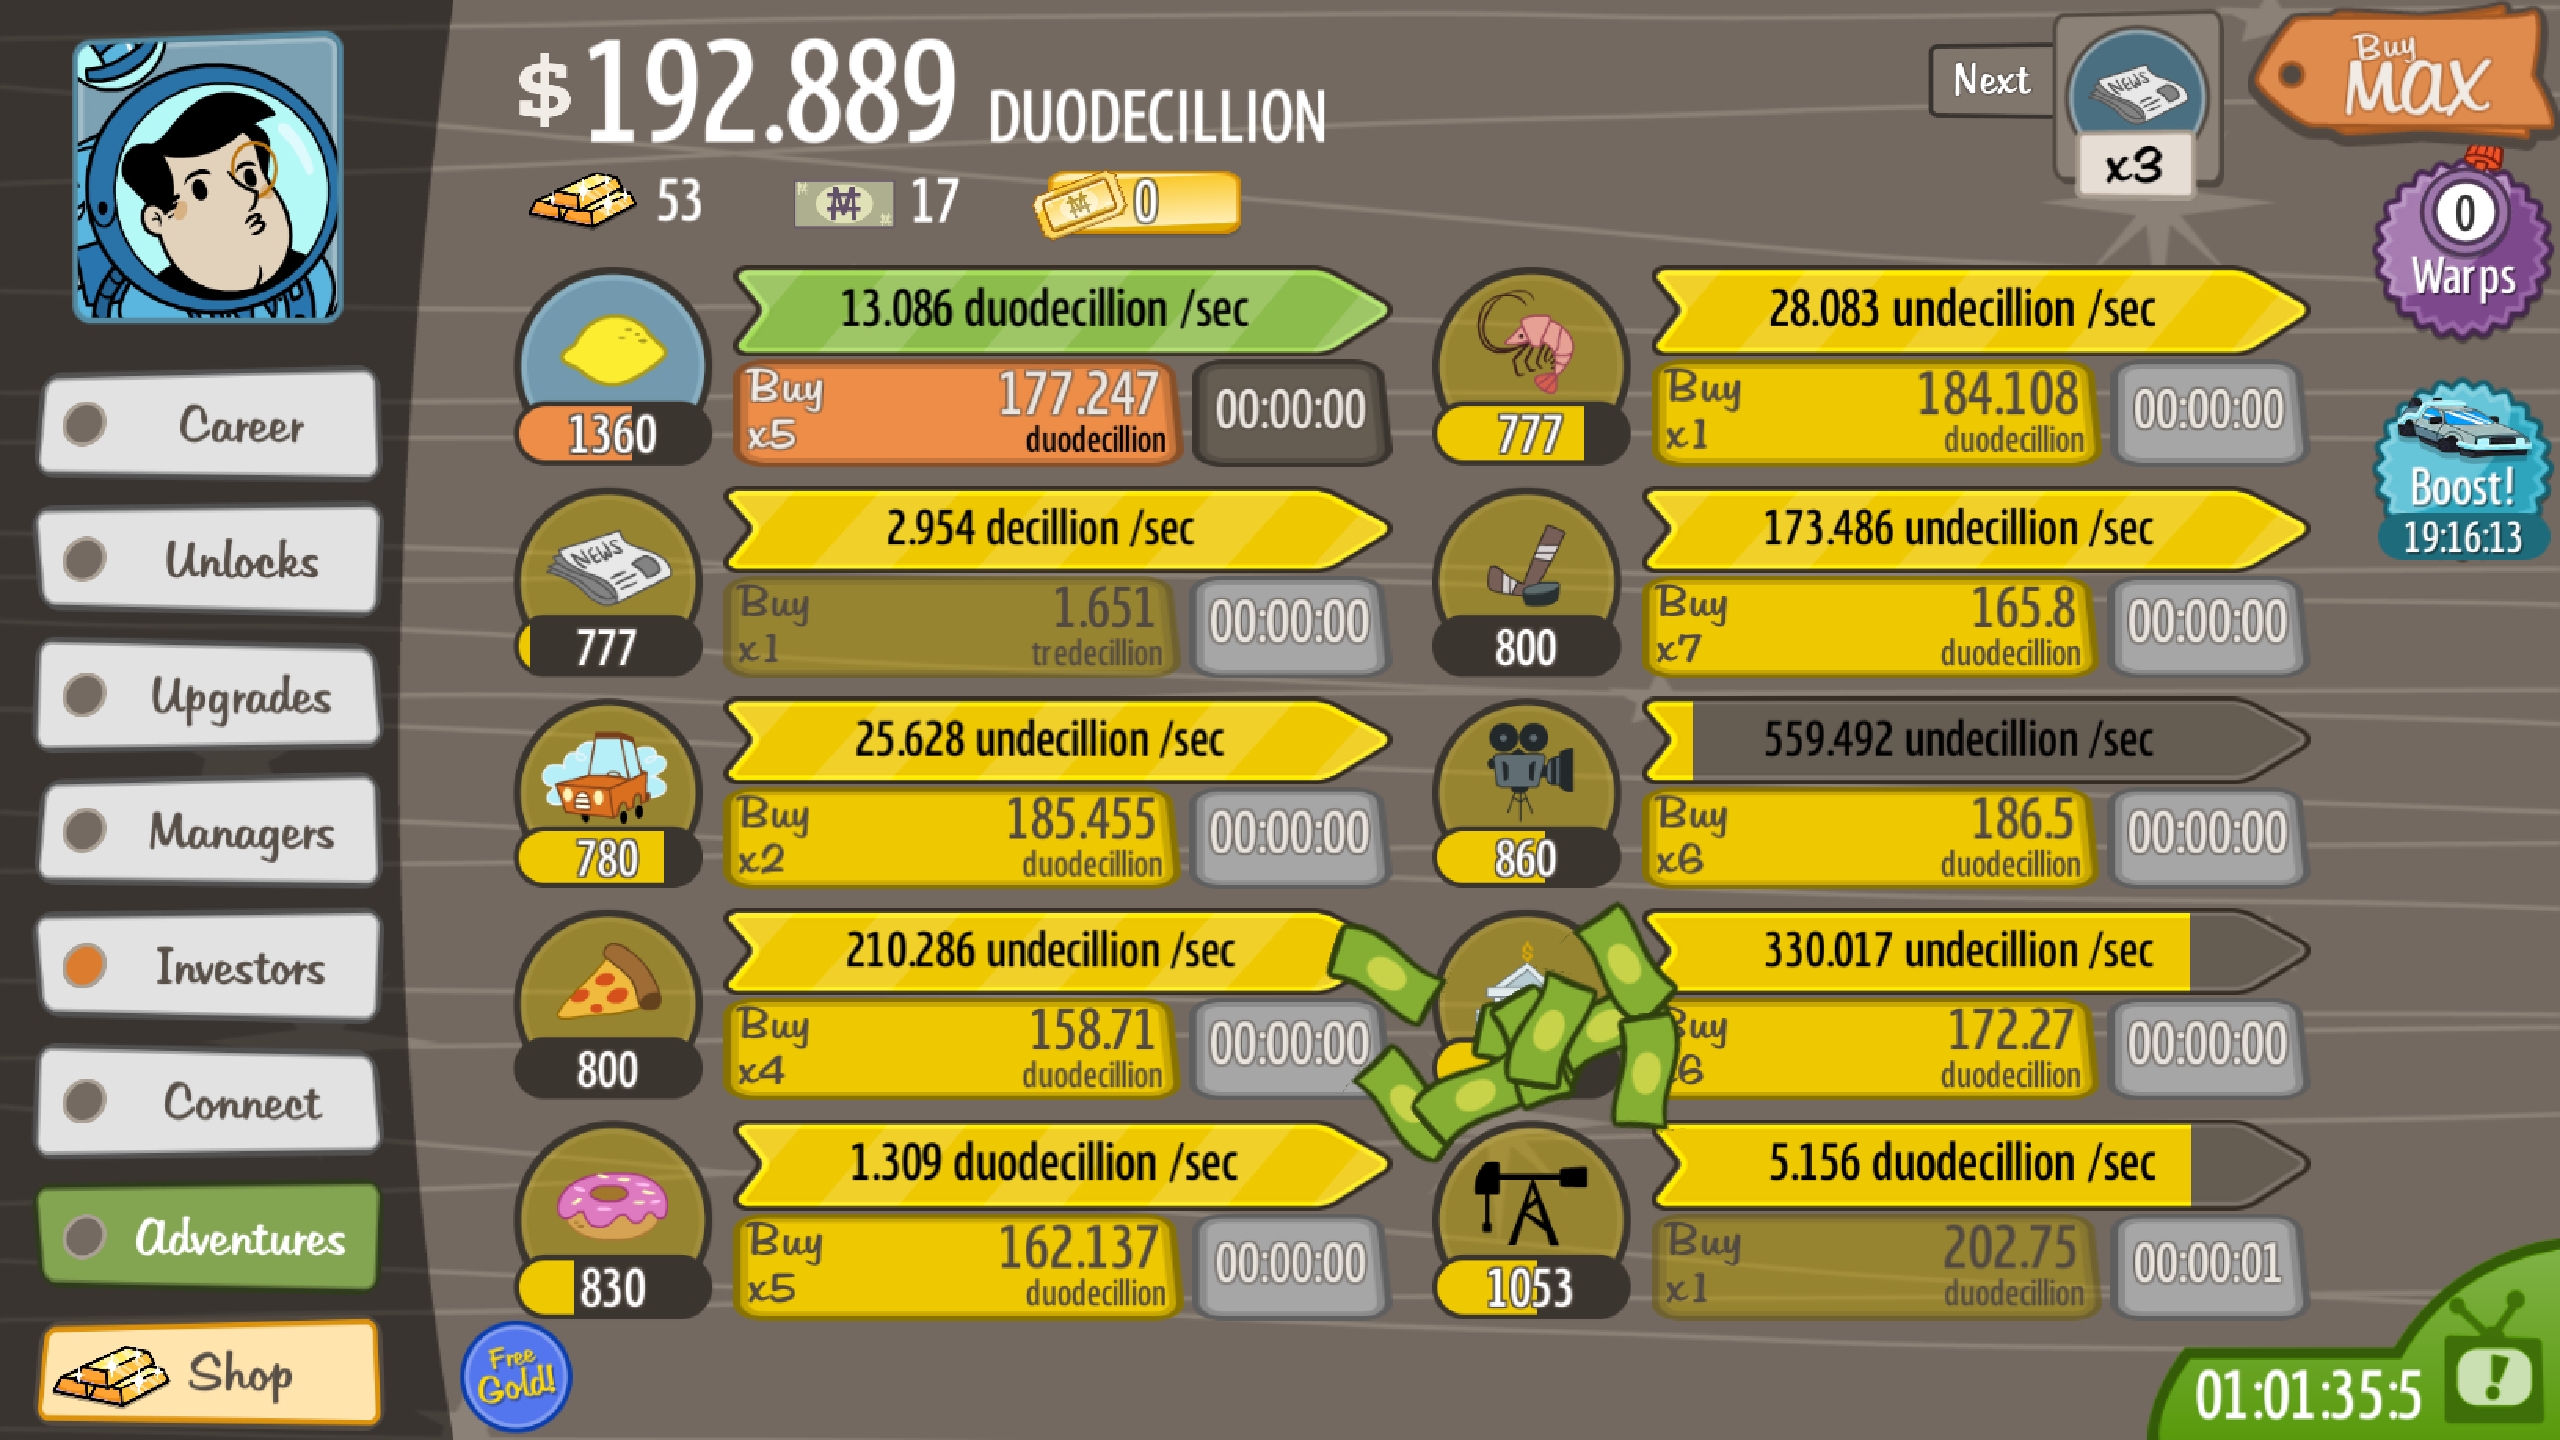 $192.889 DUODECILLION
53
17
0
Next
x3
Buy
MAX
0
Warps
Boost!
19:16:13
Career
Unlocks
Upgrades
Managers
Investors
Connect
Adventures
Shop
13.086 duodecillion /sec
1360
Buy
x5
177.247
duodecillion
00:00:00
28.083 undecillion /sec
777
Buy
x1
184.108
duodecillion
00:00:00
NEWS
2.954 decillion /sec
777
Buy
x1
1.651
tredecillion
00:00:00
173.486 undecillion /sec
800
Buy
x7
165.8
duodecillion
00:00:00
25.628 undecillion /sec
780
Buy
x2
185.455
duodecillion
00:00:00
559.492 undecillion /sec
860
Buy
x6
186.5
duodecillion
00:00:00
210.286 undecillion /sec
800
Buy
x4
158.71
duodecillion
00:00:00
330.017 undecillion /sec
Buy
x6
172.27
duodecillion
00:00:00
1.309 duodecillion /sec
830
Buy
x5
162.137
duodecillion
00:00:00
5.156 duodecillion /sec
1053
Buy
x1
202.75
duodecillion
00:00:01
Free
Gold!
01:01:35:5